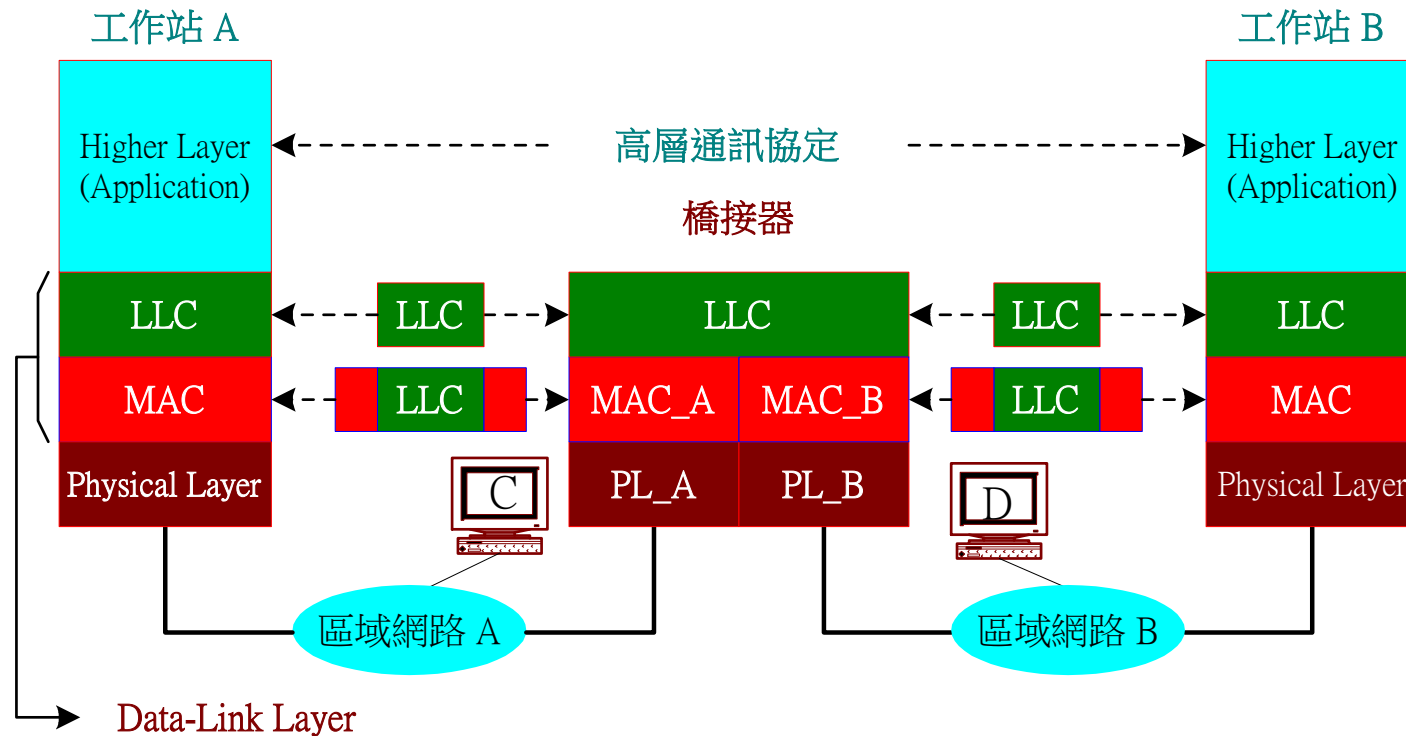 工作站 A
工作站 B
Higher Layer
(Application)
高層通訊協定
Higher Layer
(Application)
橋接器
LLC
LLC
LLC
LLC
LLC
MAC
LLC
MAC_A
MAC_B
LLC
MAC
Physical Layer
C
PL_A
PL_B
D
Physical Layer
區域網路 A
區域網路 B
Data-Link Layer